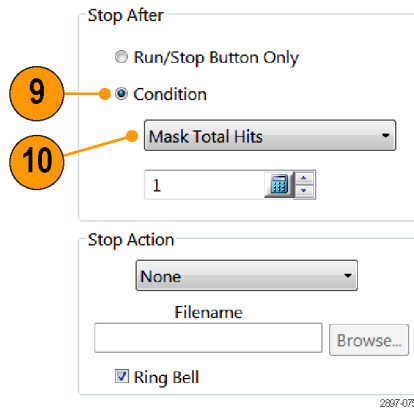 Stop After
Run/Stop Button Only
9
Condition
10
Mask Total Hits
1
Stop Action
None
Filename
Browse...
Ring Bell
2897-075